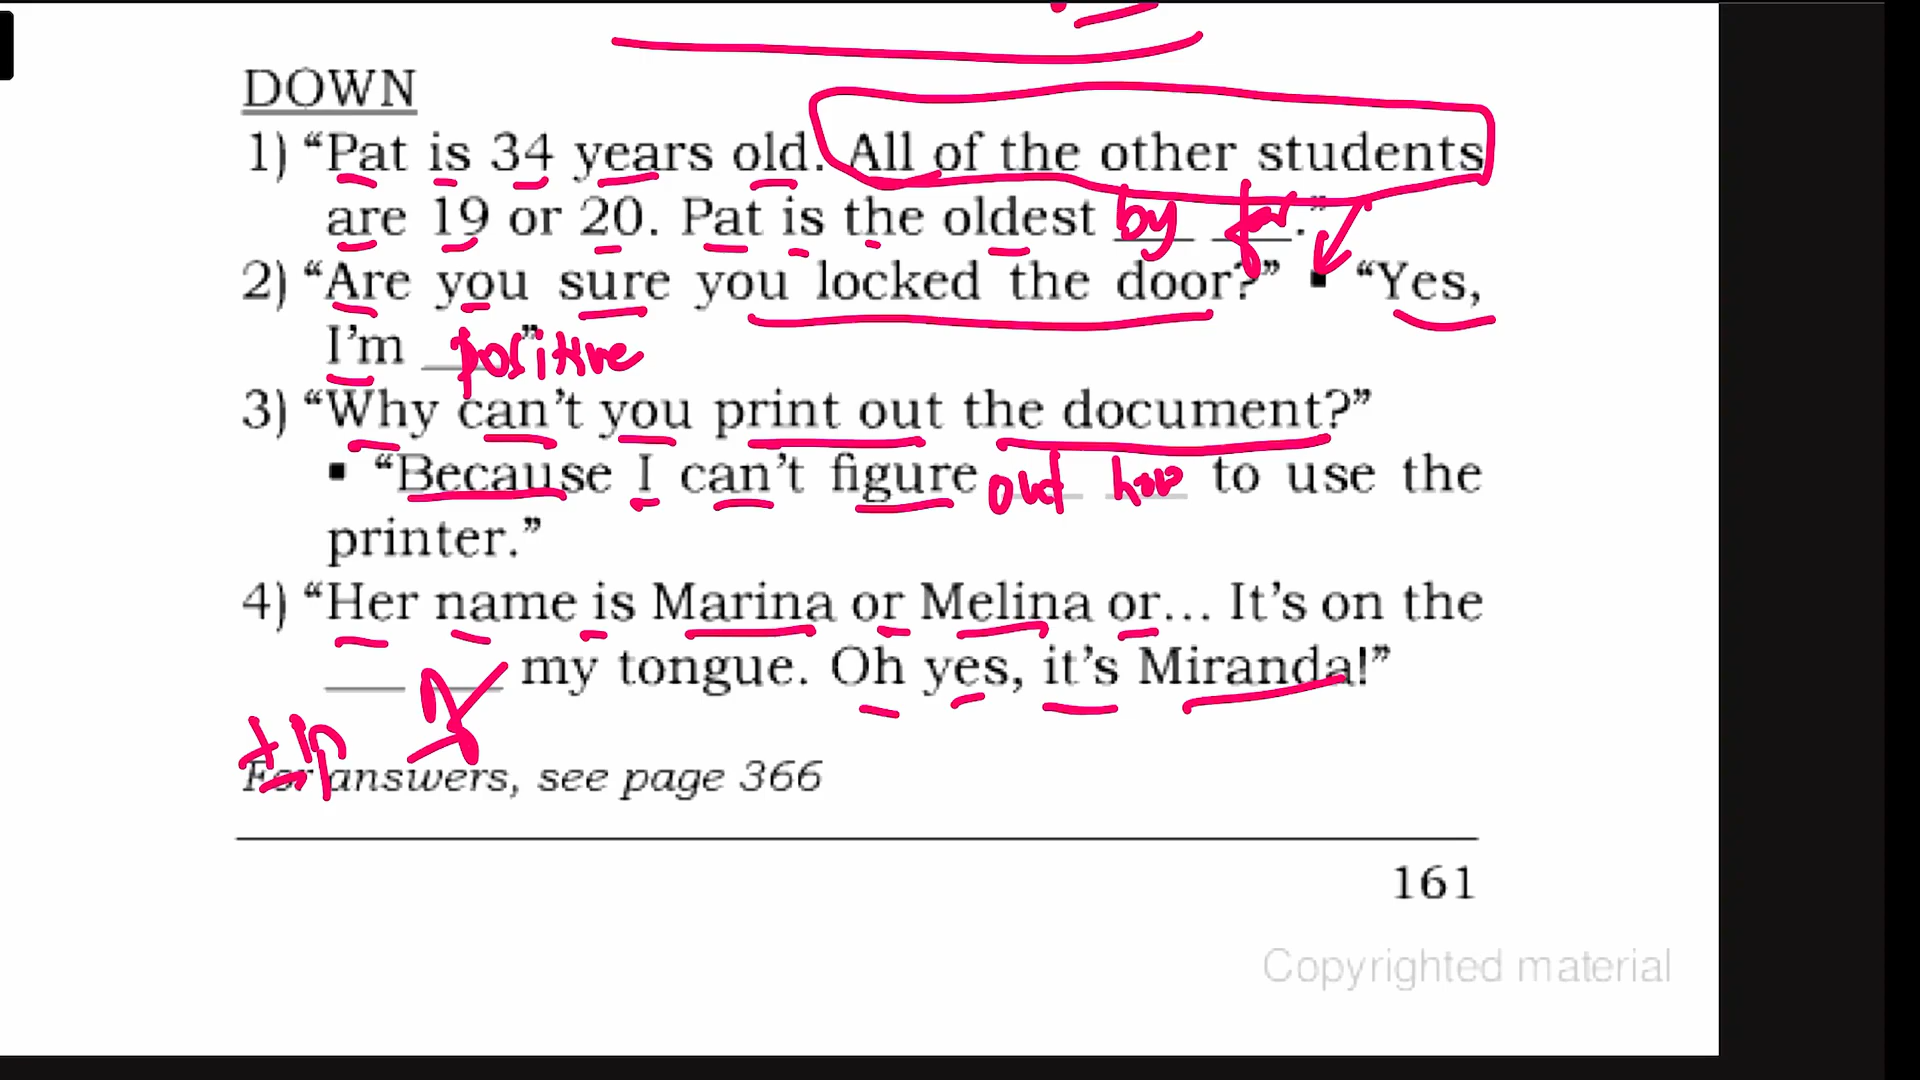 DOWN
1) “Pat is 34 years old. All of the other students
are 19 or 20. Pat is the oldest by far.”
2) “Are you sure you locked the door?” ▪ “Yes,
I’m positive ”
3) “Why can’t you print out the document?”
▪ “Because I can’t figure out how to use the
printer.”
4) “Her name is Marina or Melina or... It’s on the
___ ___ my tongue. Oh yes, it’s Miranda!”
tip
For answers, see page 366
161
Copyrighted material